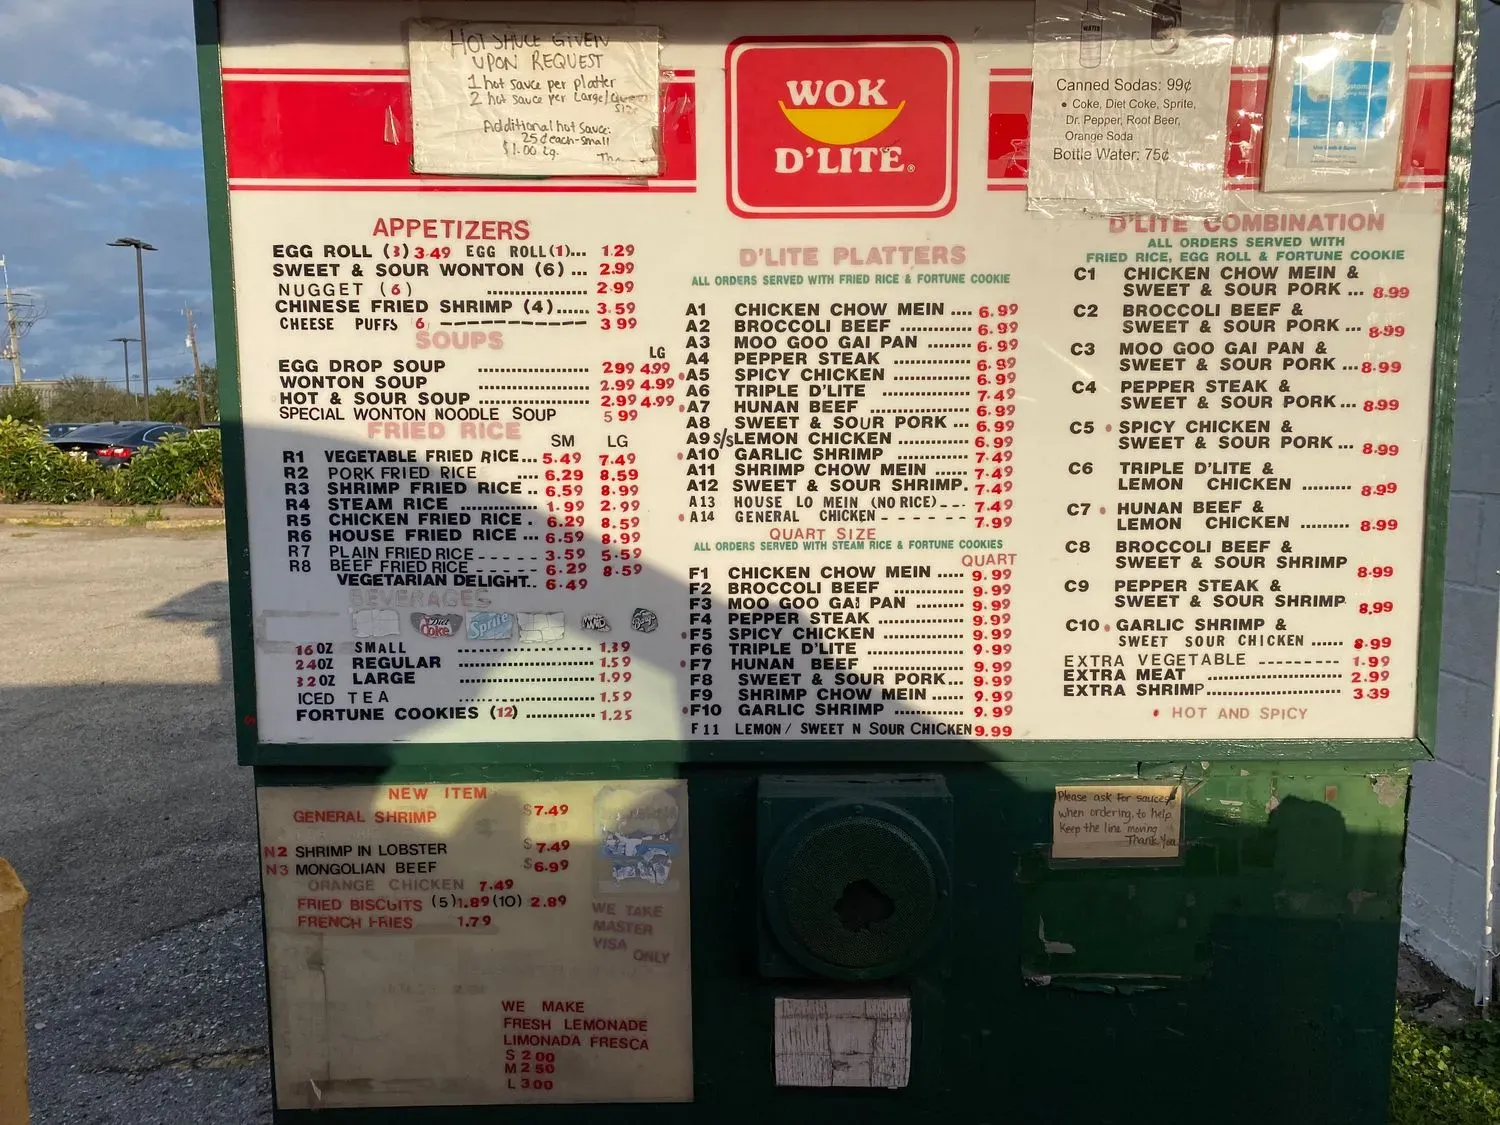 HOT SAUCE GIVEN
UPON REQUEST
1 hot sauce per platter
2 hot sauce per Large/
Additional hot sauce:
25¢ each-small
$1.00 Lg.
WOK
D'LITE®
WATER
Canned Sodas: 99¢
• Coke, Diet Coke, Sprite,
Dr. Pepper, Root Beer,
Orange Soda
Bottle Water: 75¢
APPETIZERS
EGG ROLL (3) 3.49 EGG ROLL(1)... 1.29
SWEET & SOUR WONTON (6) ... 2.99
NUGGET (6) .............. 2.99
CHINESE FRIED SHRIMP (4)...... 3.59
CHEESE PUFFS 6 ---------- 3 99
SOUPS
LG
EGG DROP SOUP .............. 299 4.99
WONTON SOUP .............. 2.99 4.99
HOT & SOUR SOUP .............. 2.99 4.99
SPECIAL WONTON NOODLE SOUP 5 99
FRIED RICE
SM LG
R1 VEGETABLE FRIED RICE... 5.49 7.49
R2 PORK FRIED RICE ... 6.29 8.59
R3 SHRIMP FRIED RICE .. 6.59 8.99
R4 STEAM RICE .............. 1.99 2.99
R5 CHICKEN FRIED RICE . 6.29 8.59
R6 HOUSE FRIED RICE ... 6.59 8.99
R7 PLAIN FRIED RICE ----- 3.59 5.59
R8 BEEF FRIED RICE ----- 6.29 8.59
VEGETARIAN DELIGHT.. 6.49
BEVERAGES
Diet Coke Sprite
16 OZ SMALL .............. 1.39
24OZ REGULAR .............. 1.59
32OZ LARGE .............. 1.99
ICED TEA .............. 1.59
FORTUNE COOKIES (12) .............. 1.25
D'LITE PLATTERS
ALL ORDERS SERVED WITH FRIED RICE & FORTUNE COOKIE
A1 CHICKEN CHOW MEIN .... 6.99
A2 BROCCOLI BEEF .......... 6.99
A3 MOO GOO GAI PAN ........ 6.99
A4 PEPPER STEAK .............. 6.99
• A5 SPICY CHICKEN ............ 6.99
A6 TRIPLE D'LITE .............. 7.49
• A7 HUNAN BEEF .............. 6.99
A8 SWEET & SOUR PORK ... 6.99
A9 S/S LEMON CHICKEN ........ 6.99
• A10 GARLIC SHRIMP .......... 7.49
A11 SHRIMP CHOW MEIN ..... 7.49
A12 SWEET & SOUR SHRIMP. 7.49
A13 HOUSE LO MEIN (NO RICE)--- 7.49
• A14 GENERAL CHICKEN - - - - - - 7.99
QUART SIZE
ALL ORDERS SERVED WITH STEAM RICE & FORTUNE COOKIES
QUART
F1 CHICKEN CHOW MEIN ..... 9.99
F2 BROCCOLI BEEF .......... 9.99
F3 MOO GOO GAI PAN ......... 9.99
F4 PEPPER STEAK .............. 9.99
• F5 SPICY CHICKEN ............ 9.99
F6 TRIPLE D'LITE .............. 9.99
• F7 HUNAN BEEF .............. 9.99
F8 SWEET & SOUR PORK... 9.99
F9 SHRIMP CHOW MEIN ..... 9.99
• F10 GARLIC SHRIMP .......... 9.99
F11 LEMON / SWEET N SOUR CHICKEN 9.99
D'LITE COMBINATION
ALL ORDERS SERVED WITH
FRIED RICE, EGG ROLL & FORTUNE COOKIE
C1 CHICKEN CHOW MEIN &
SWEET & SOUR PORK ... 8.99
C2 BROCCOLI BEEF &
SWEET & SOUR PORK ... 8.99
C3 MOO GOO GAI PAN &
SWEET & SOUR PORK ... 8.99
C4 PEPPER STEAK &
SWEET & SOUR PORK ... 8.99
C5 • SPICY CHICKEN &
SWEET & SOUR PORK ... 8.99
C6 TRIPLE D'LITE &
LEMON CHICKEN ......... 8.99
C7 • HUNAN BEEF &
LEMON CHICKEN ......... 8.99
C8 BROCCOLI BEEF &
SWEET & SOUR SHRIMP 8.99
C9 PEPPER STEAK &
SWEET & SOUR SHRIMP 8.99
C10 • GARLIC SHRIMP &
SWEET SOUR CHICKEN ...... 8.99
EXTRA VEGETABLE --------- 1.99
EXTRA MEAT .............. 2.99
EXTRA SHRIMP .............. 3 39
• HOT AND SPICY
NEW ITEM
GENERAL SHRIMP $7.49
N2 SHRIMP IN LOBSTER $7.49
N3 MONGOLIAN BEEF $6.99
ORANGE CHICKEN 7.49
FRIED BISCUITS (5) 1.89 (10) 2.89
FRENCH FRIES 1.79
WE TAKE
MASTER
VISA
ONLY
WE MAKE
FRESH LEMONADE
LIMONADA FRESCA
S 2 00
M 2 50
L 3 00
Please ask for sauces
when ordering. to help
Keep the line moving
Thank You